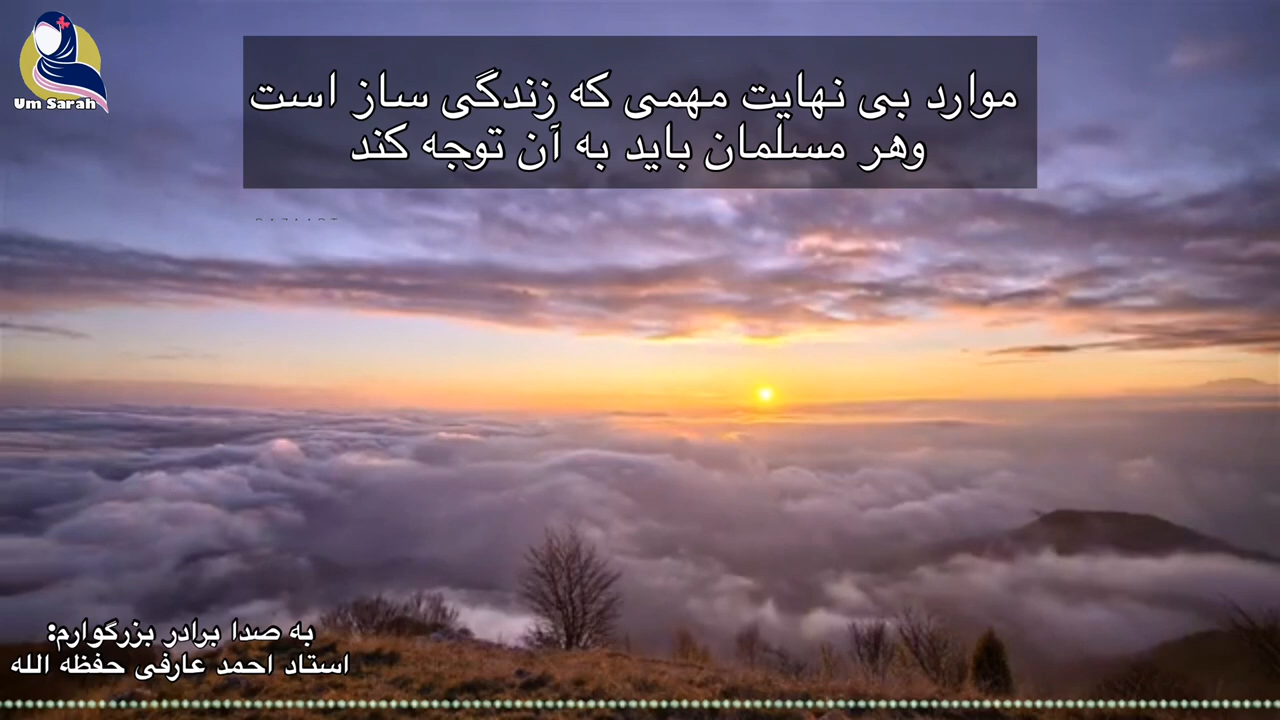 Um Sarah
موارد بی نهایت مهمی که زندگی ساز است
وهر مسلمان باید به آن توجه کند
به صدا برادر بزرگوارم:
استاد احمد عارفی حفظه الله